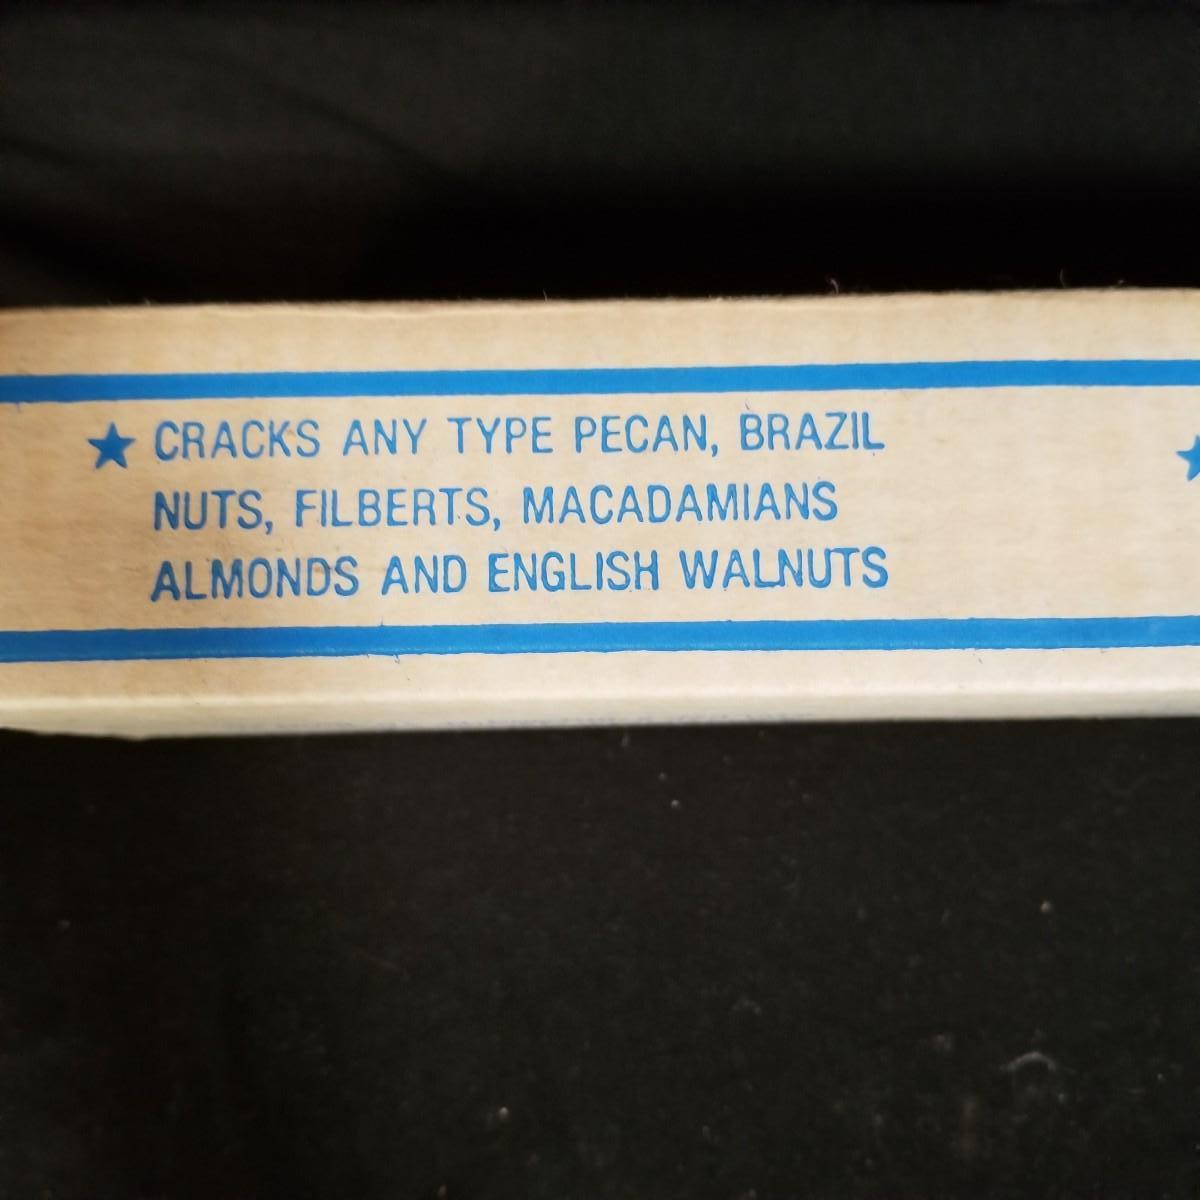 ★ CRACKS ANY TYPE PECAN, BRAZIL
NUTS, FILBERTS, MACADAMIANS
ALMONDS AND ENGLISH WALNUTS